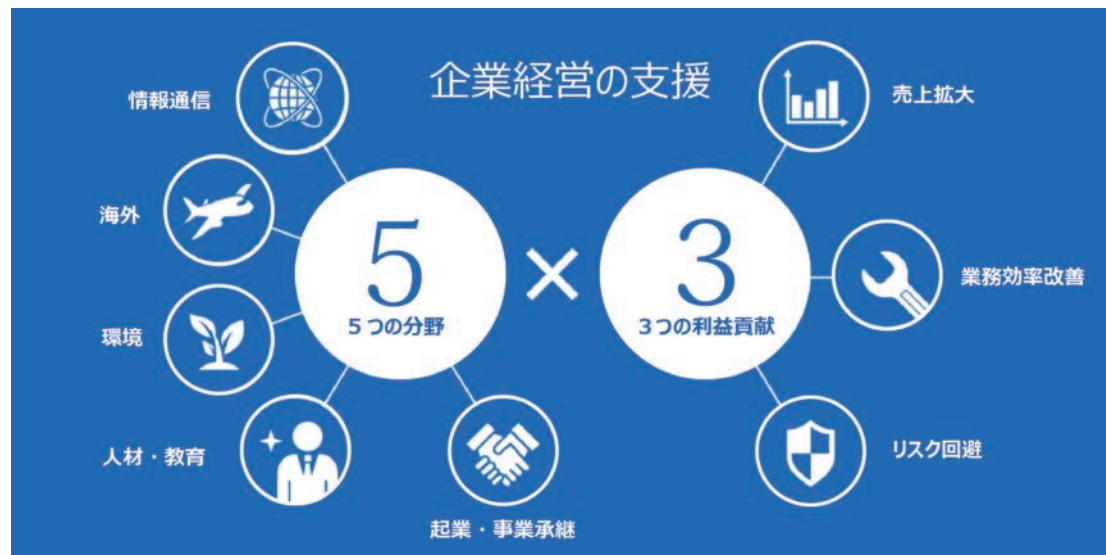 企業経営の支援
情報通信
海外
環境
人材・教育
起業・事業承継
5
5つの分野
×
3
3つの利益貢献
売上拡大
業務効率改善
リスク回避